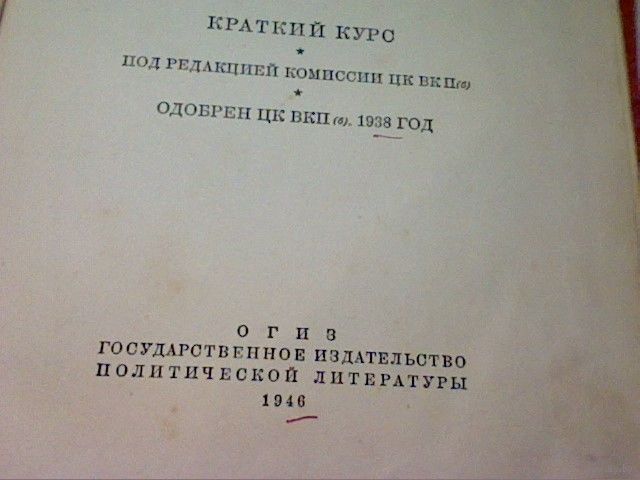 КРАТКИЙ КУРС
★
ПОД РЕДАКЦИЕЙ КОМИССИИ ЦК ВКП(б)
★
ОДОБРЕН ЦК ВКП(б). 1938 ГОД
ОГИЗ
ГОСУДАРСТВЕННОЕ ИЗДАТЕЛЬСТВО
ПОЛИТИЧЕСКОЙ ЛИТЕРАТУРЫ
1946